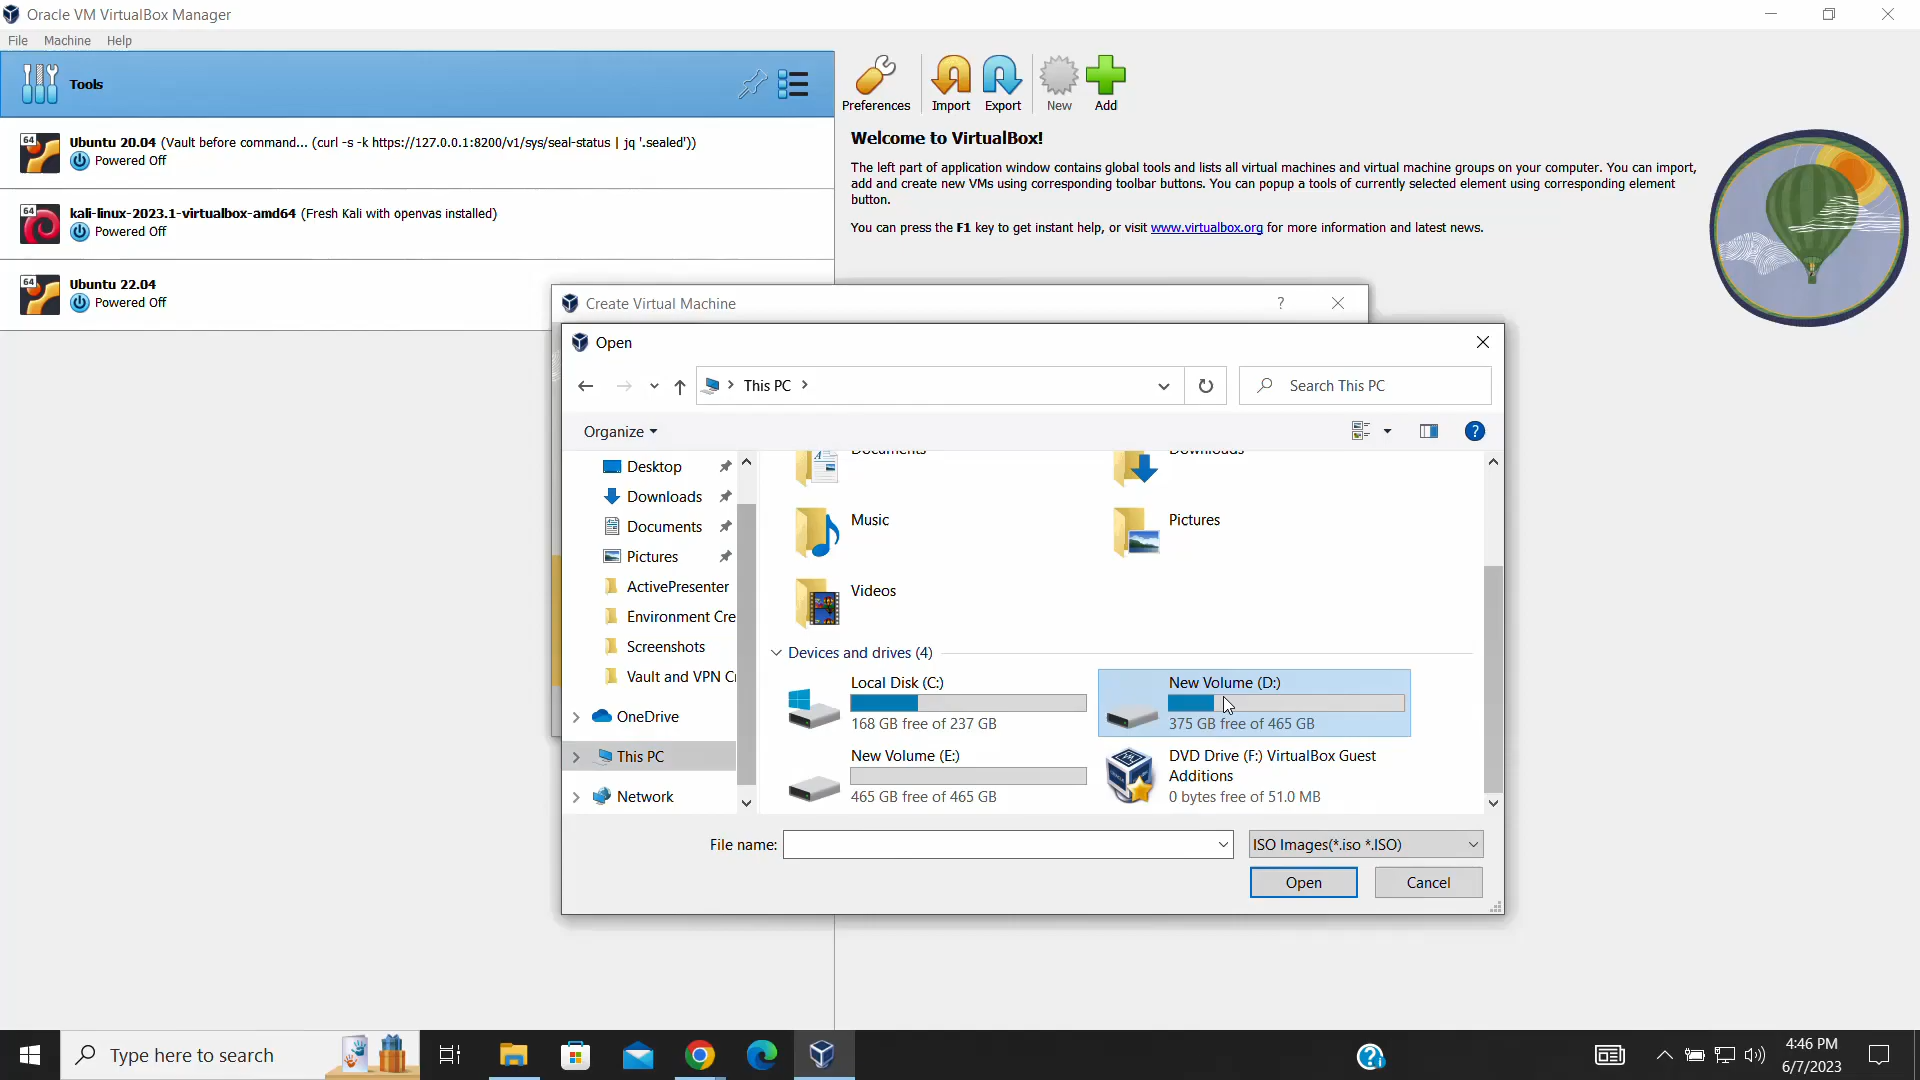 Oracle VM VirtualBox Manager
File Machine Help
Tools
64
Ubuntu 20.04 (Vault before command... (curl -s -k https://127.0.0.1:8200/v1/sys/seal-status | jq '.sealed'))
Powered Off
64
kali-linux-2023.1-virtualbox-amd64 (Fresh Kali with openvas installed)
Powered Off
64
Ubuntu 22.04
Powered Off
Preferences Import Export New Add
Welcome to VirtualBox!
The left part of application window contains global tools and lists all virtual machines and virtual machine groups on your computer. You can import,
add and create new VMs using corresponding toolbar buttons. You can popup a tools of currently selected element using corresponding element
button.
You can press the F1 key to get instant help, or visit www.virtualbox.org for more information and latest news.
Create Virtual Machine ?
Open
This PC
Search This PC
Organize
?
Desktop
Downloads
Documents
Pictures
ActivePresenter
Environment Cre
Screenshots
Vault and VPN C
OneDrive
This PC
Network
Documents
Downloads
Music
Pictures
Videos
Devices and drives (4)
Local Disk (C:)
168 GB free of 237 GB
New Volume (D:)
375 GB free of 465 GB
New Volume (E:)
465 GB free of 465 GB
DVD Drive (F:) VirtualBox Guest
Additions
0 bytes free of 51.0 MB
File name:
ISO Images(*.iso *.ISO)
Open
Cancel
Type here to search
4:46 PM
6/7/2023